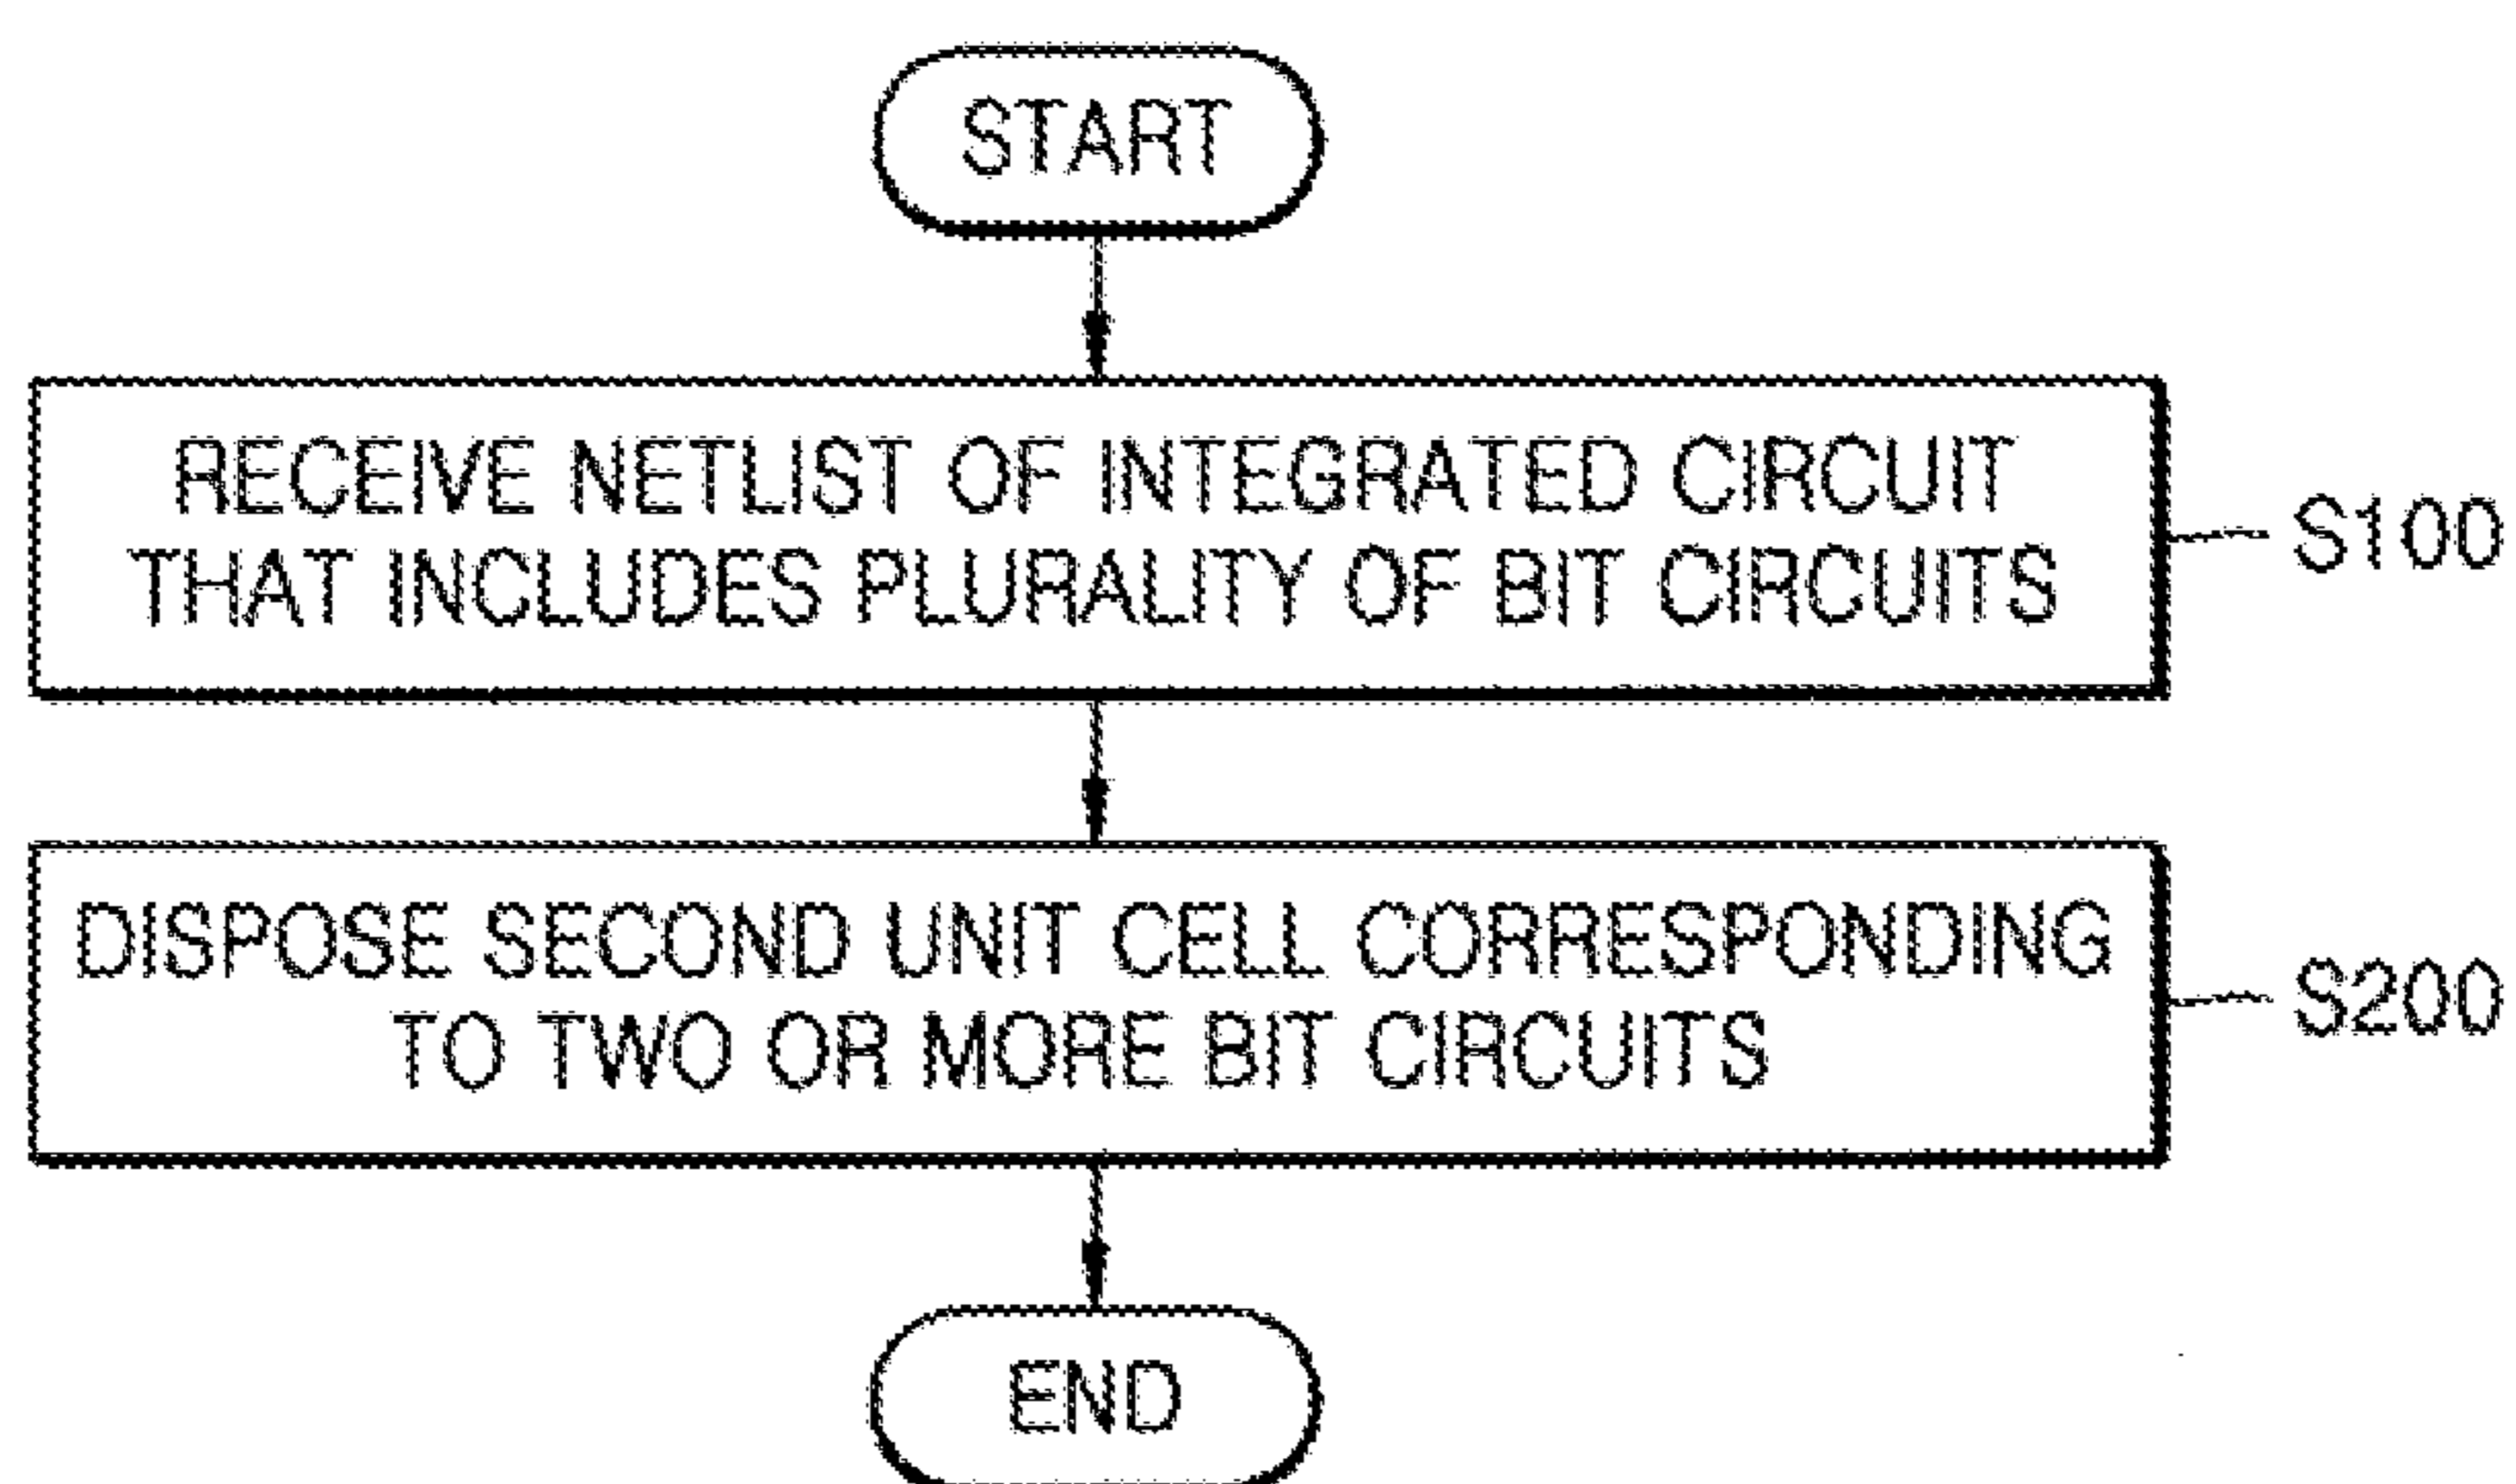 START
RECEIVE NETLIST OF INTEGRATED CIRCUIT
THAT INCLUDES PLURALITY OF BIT CIRCUITS
S100
DISPOSE SECOND UNIT CELL CORRESPONDING
TO TWO OR MORE BIT CIRCUITS
S200
END